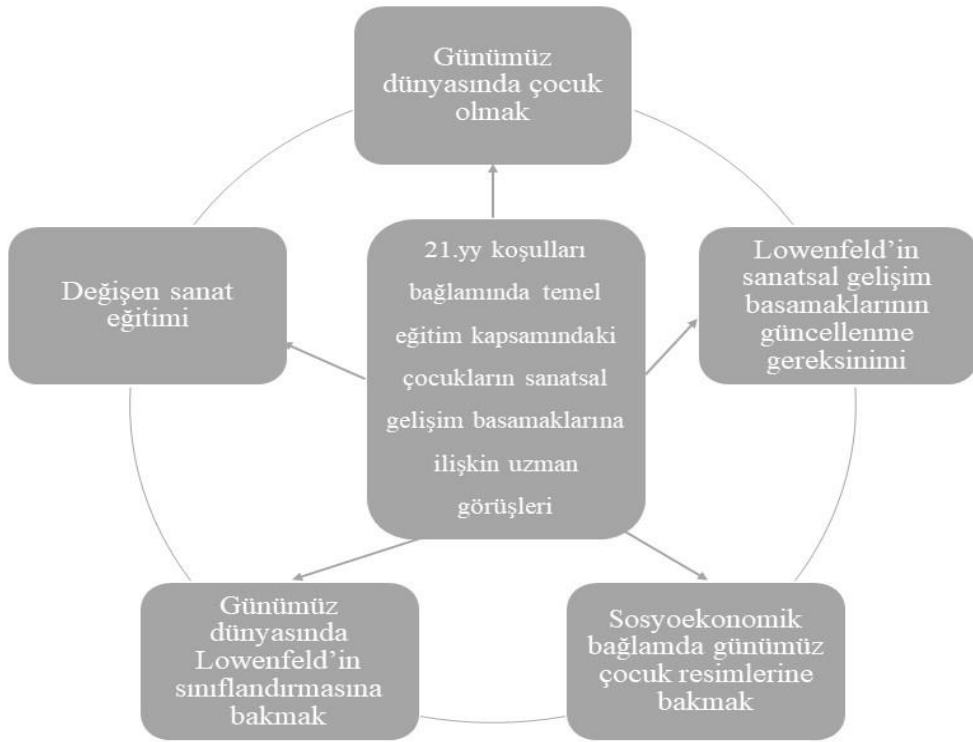 Günümüz
dünyasında çocuk
olmak
Değişen sanat
eğitimi
21.yy koşulları
bağlamında temel
eğitim kapsamındaki
çocukların sanatsal
gelişim basamaklarına
ilişkin uzman
görüşleri
Lowenfeld’in
sanatsal gelişim
basamaklarının
güncellenme
gereksinimi
Günümüz
dünyasında
Lowenfeld’in
sınıflandırmasına
bakmak
Sosyoekonomik
bağlamda günümüz
çocuk resimlerine
bakmak